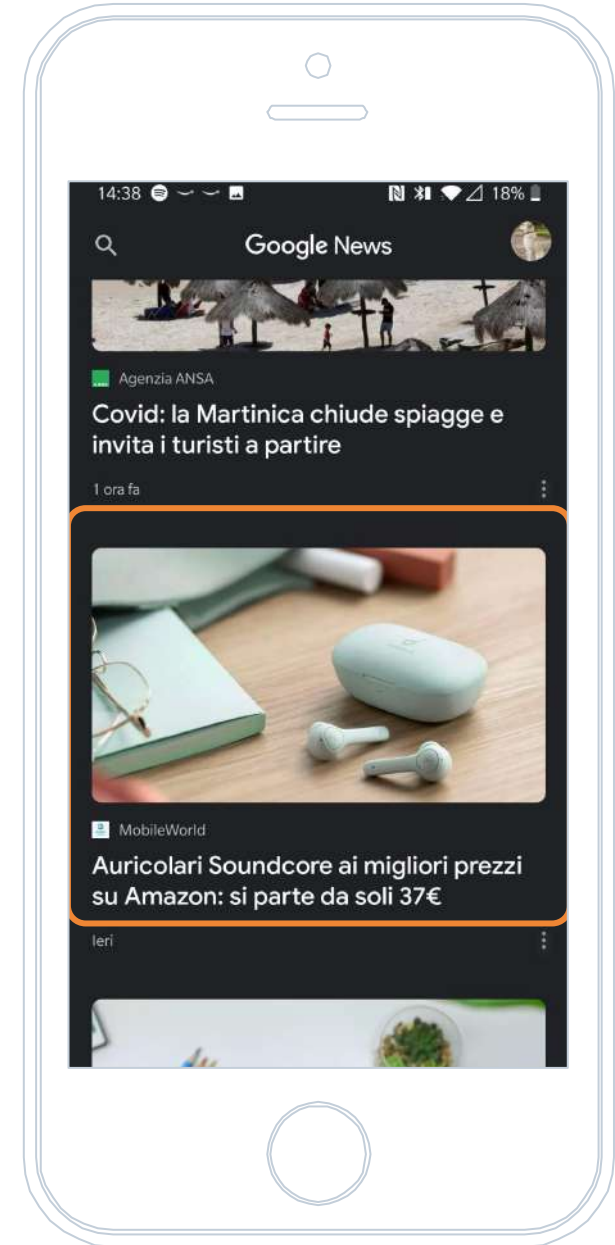 14:38
18%
Google News
Agenzia ANSA
Covid: la Martinica chiude spiagge e
invita i turisti a partire
1 ora fa
MobileWorld
Auricolari Soundcore ai migliori prezzi
su Amazon: si parte da soli 37€
Ieri